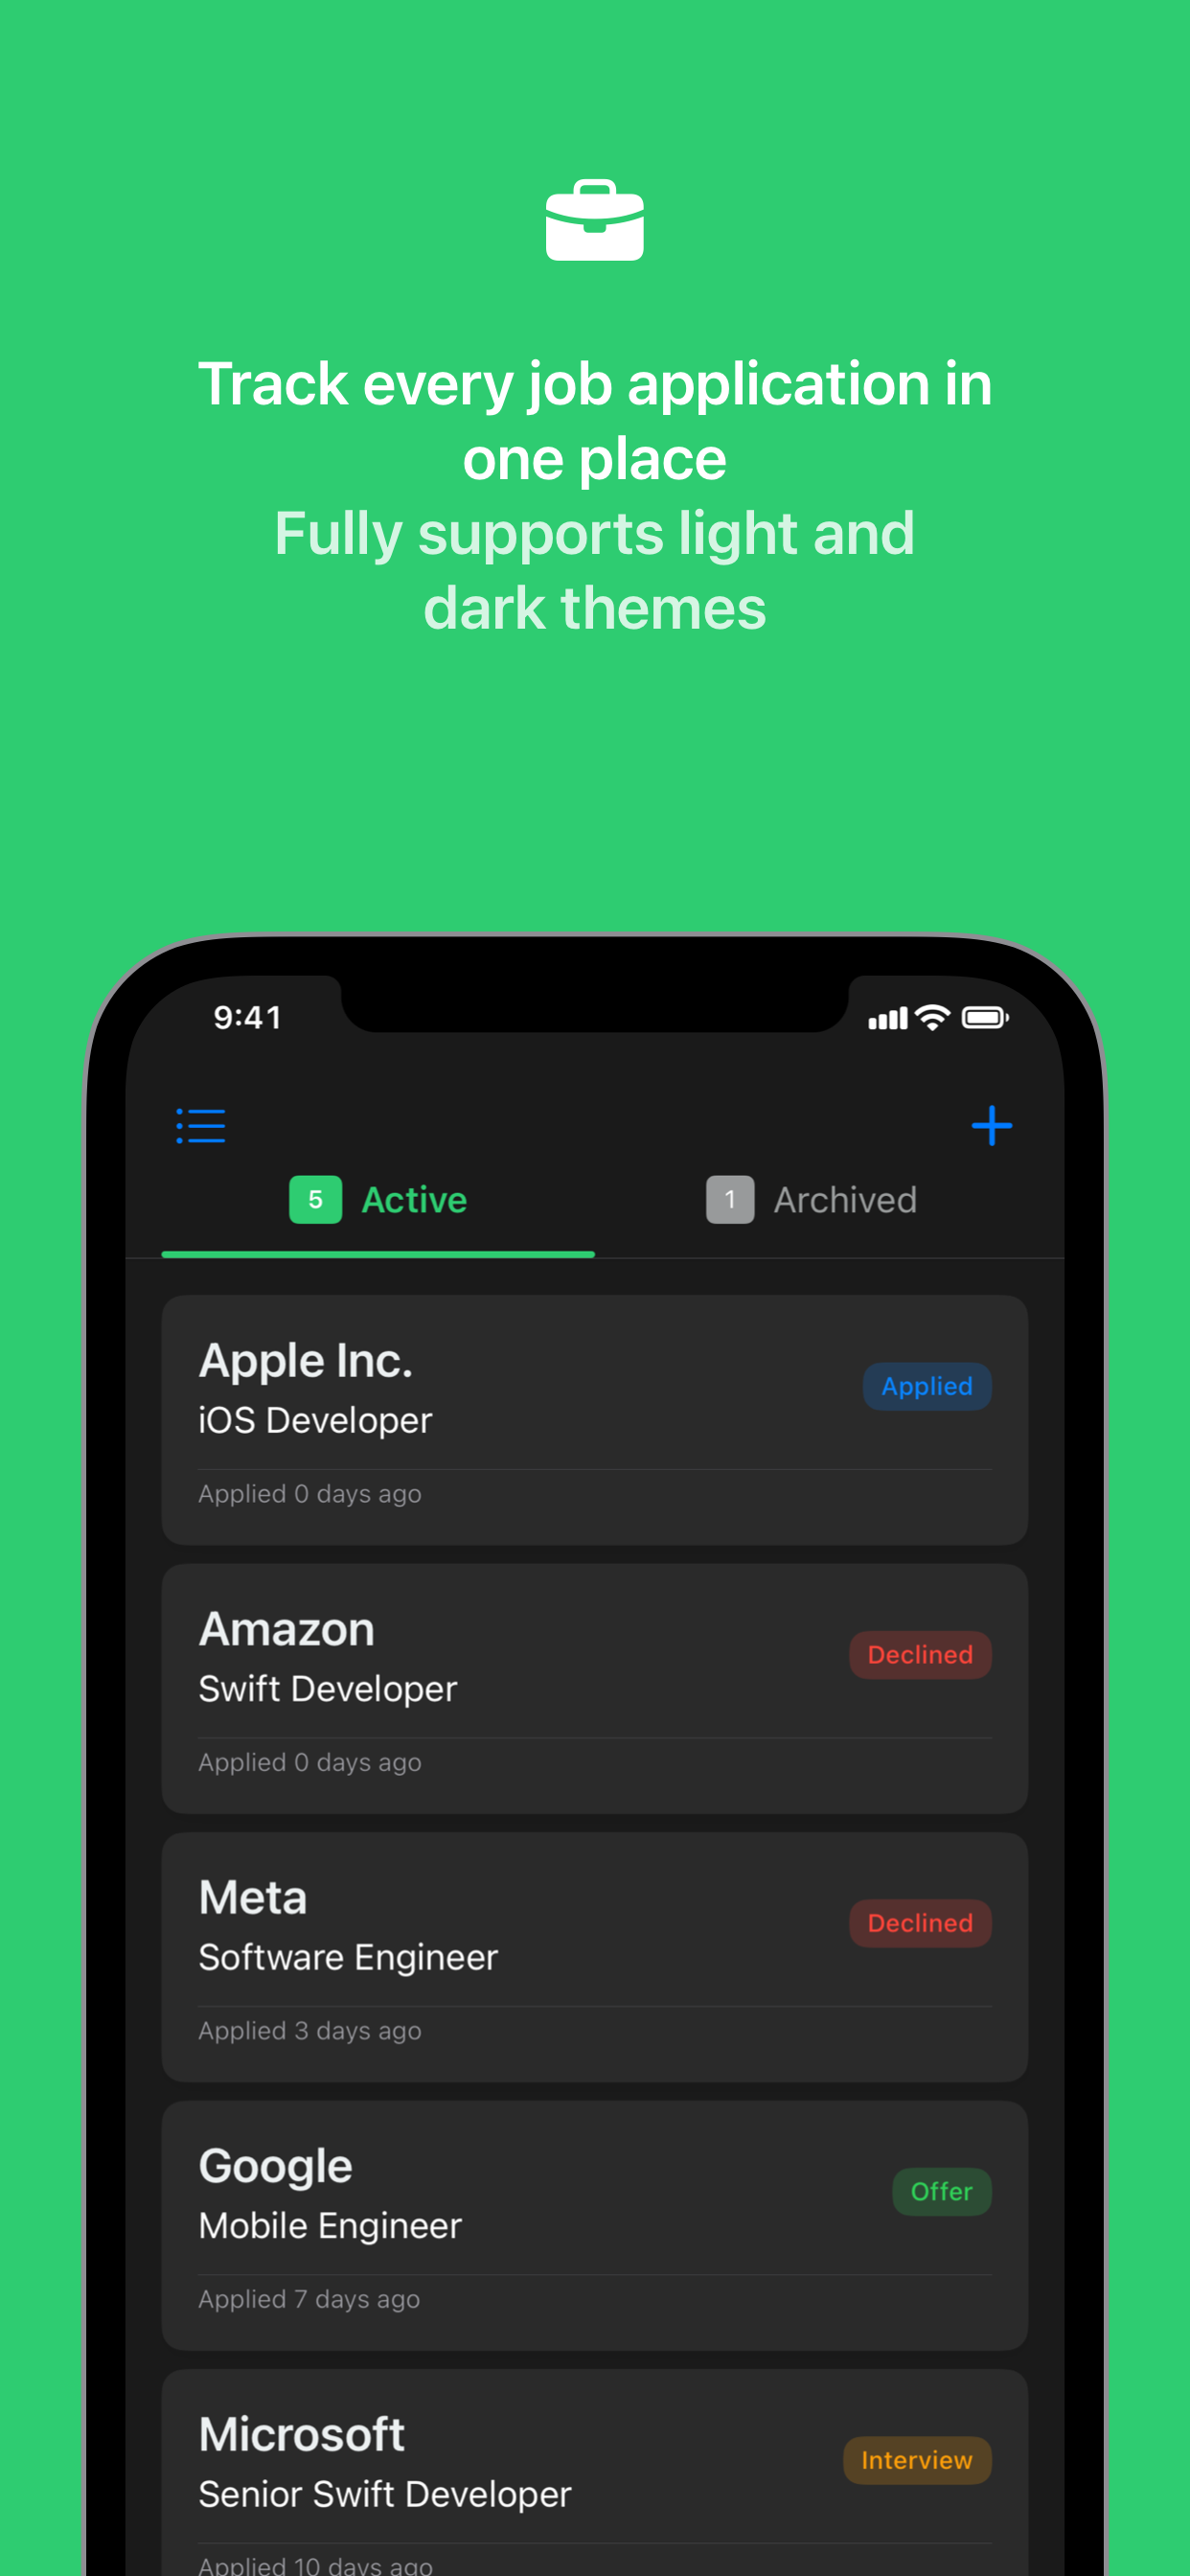 Track every job application in
one place
Fully supports light and
dark themes
9:41
5 Active 1 Archived
Apple Inc.
Applied
iOS Developer
Applied 0 days ago
Amazon
Declined
Swift Developer
Applied 0 days ago
Meta
Declined
Software Engineer
Applied 3 days ago
Google
Offer
Mobile Engineer
Applied 7 days ago
Microsoft
Interview
Senior Swift Developer
Applied 10 days ago